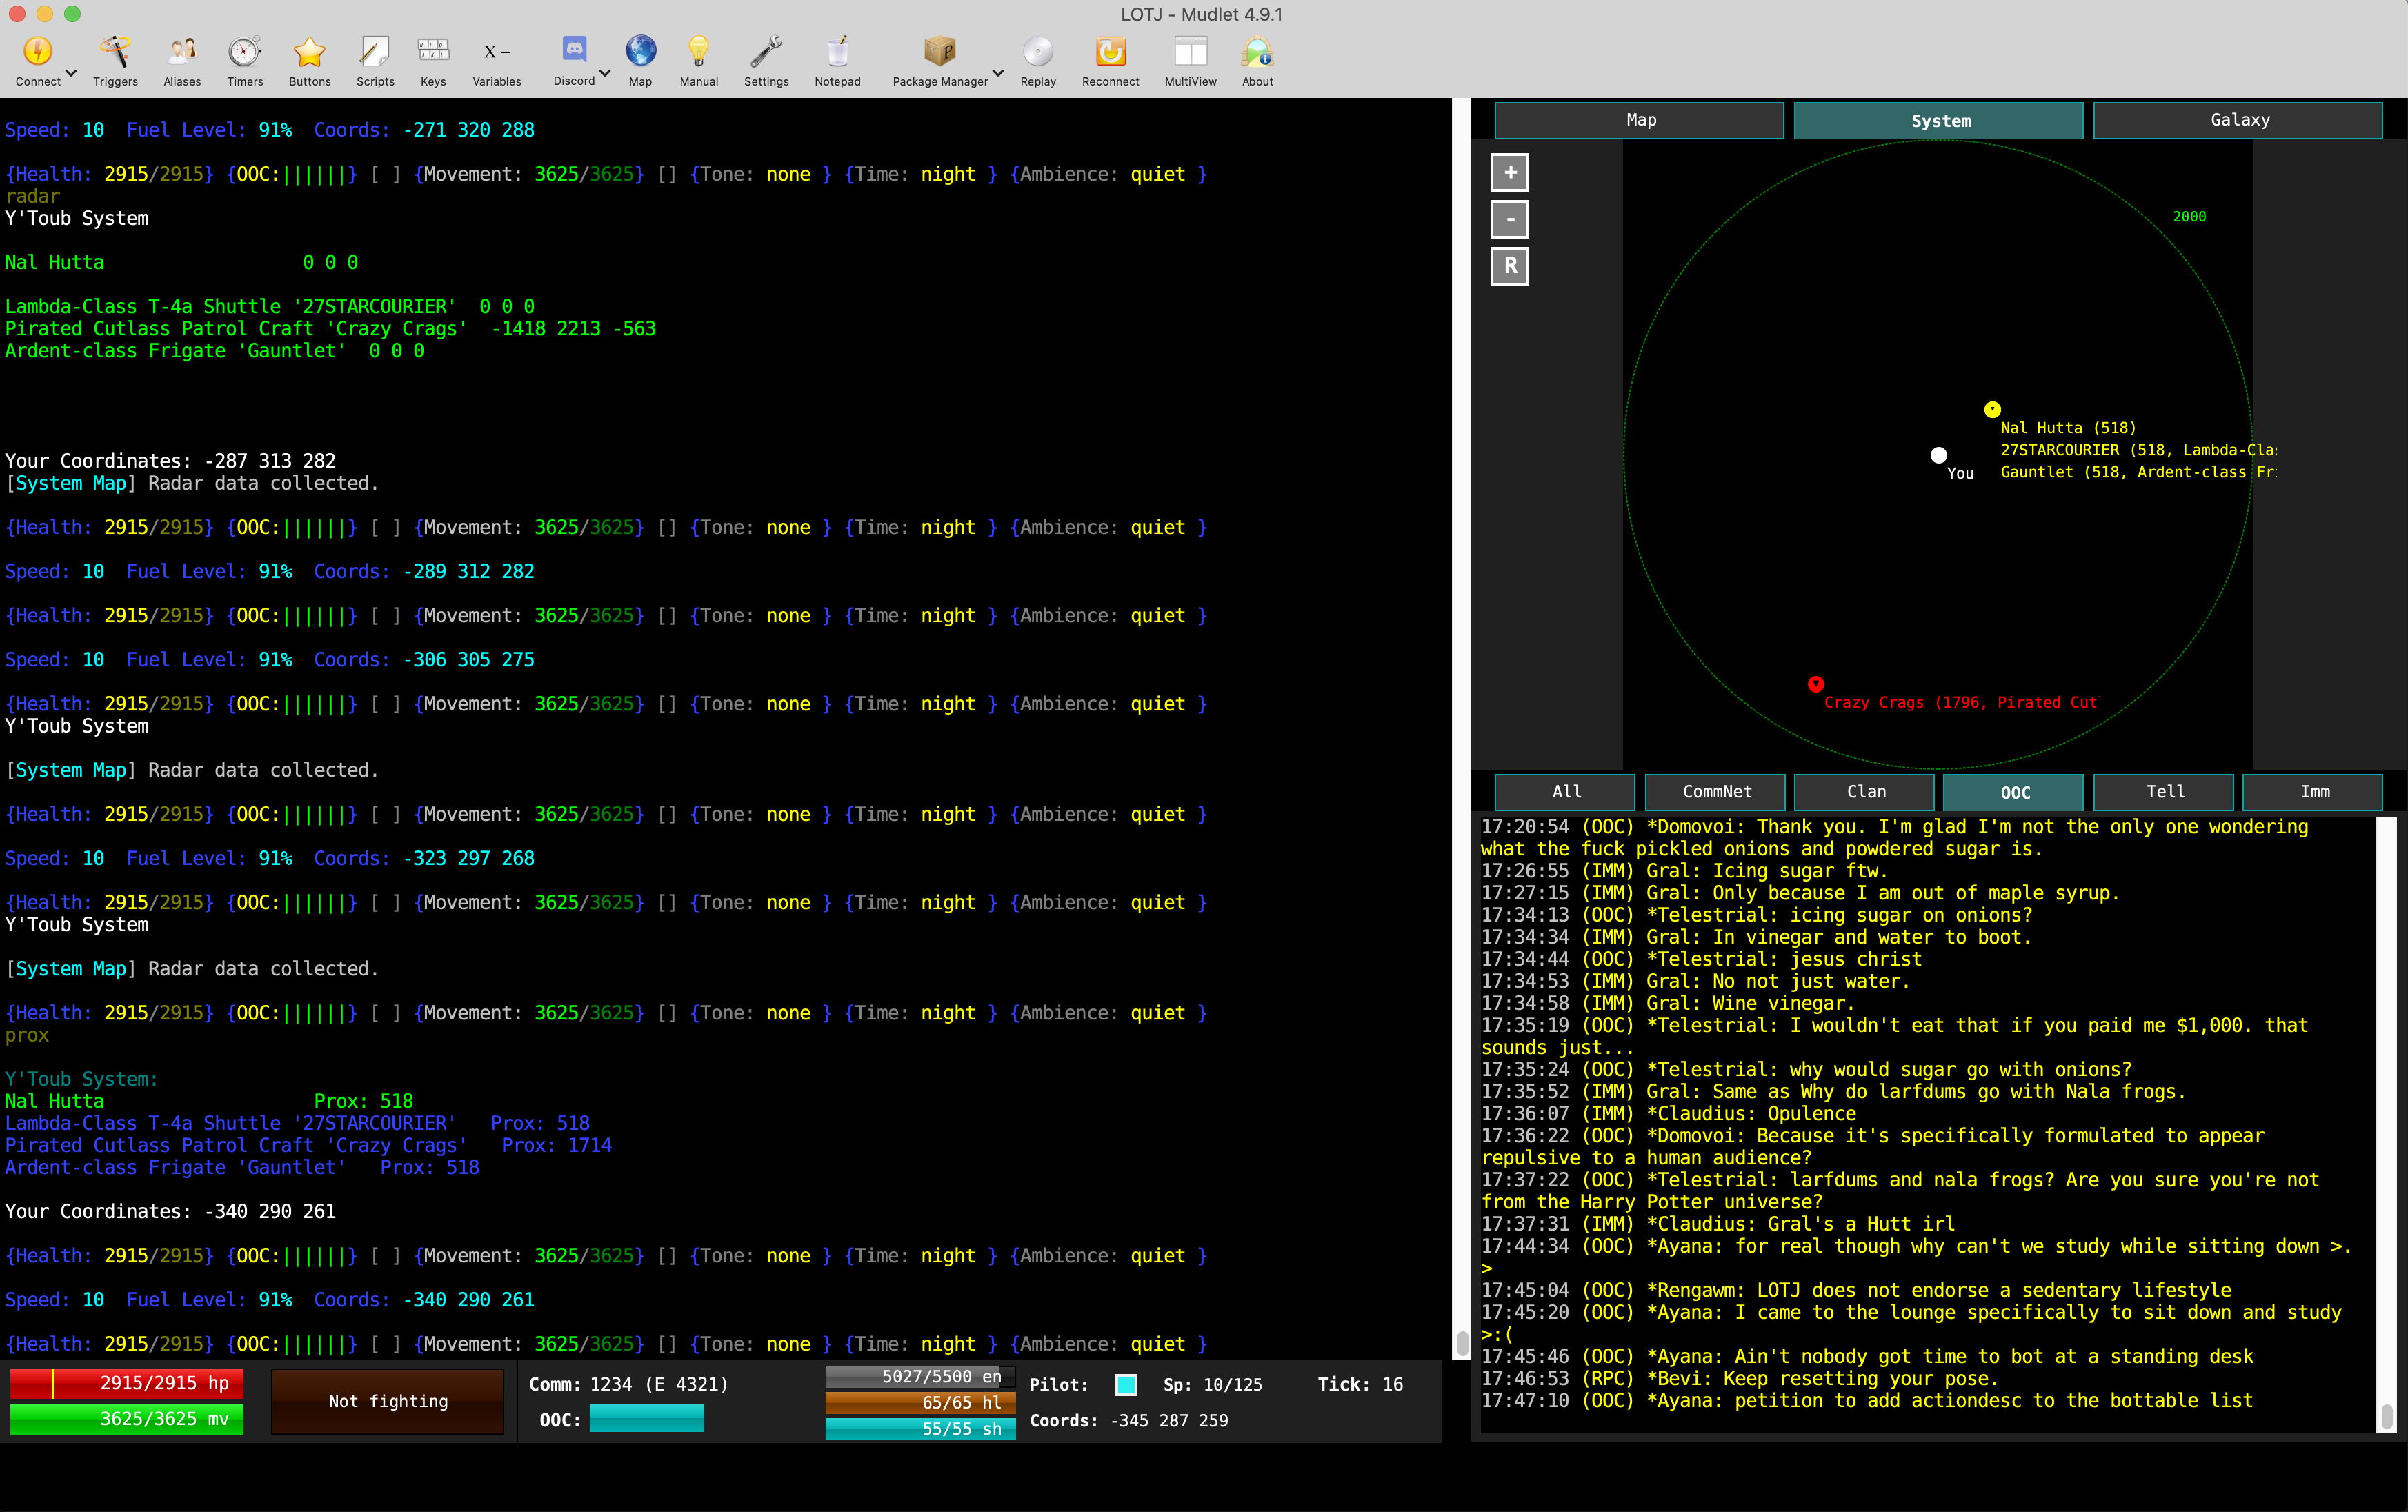 LOTJ - Mudlet 4.9.1
Connect Triggers Aliases Timers Buttons Scripts Keys Variables Discord Map Manual Settings Notepad Package Manager Replay Reconnect MultiView About
X =
Speed: 10 Fuel Level: 91% Coords: -271 320 288
{Health: 2915/2915} {OOC:||||||} [ ] {Movement: 3625/3625} [] {Tone: none } {Time: night } {Ambience: quiet }
radar
Y'Toub System
Nal Hutta 0 0 0
Lambda-Class T-4a Shuttle '27STARCOURIER' 0 0 0
Pirated Cutlass Patrol Craft 'Crazy Crags' -1418 2213 -563
Ardent-class Frigate 'Gauntlet' 0 0 0
Your Coordinates: -287 313 282
[System Map] Radar data collected.
{Health: 2915/2915} {OOC:||||||} [ ] {Movement: 3625/3625} [] {Tone: none } {Time: night } {Ambience: quiet }
Speed: 10 Fuel Level: 91% Coords: -289 312 282
{Health: 2915/2915} {OOC:||||||} [ ] {Movement: 3625/3625} [] {Tone: none } {Time: night } {Ambience: quiet }
Speed: 10 Fuel Level: 91% Coords: -306 305 275
{Health: 2915/2915} {OOC:||||||} [ ] {Movement: 3625/3625} [] {Tone: none } {Time: night } {Ambience: quiet }
Y'Toub System
[System Map] Radar data collected.
{Health: 2915/2915} {OOC:||||||} [ ] {Movement: 3625/3625} [] {Tone: none } {Time: night } {Ambience: quiet }
Speed: 10 Fuel Level: 91% Coords: -323 297 268
{Health: 2915/2915} {OOC:||||||} [ ] {Movement: 3625/3625} [] {Tone: none } {Time: night } {Ambience: quiet }
Y'Toub System
[System Map] Radar data collected.
{Health: 2915/2915} {OOC:||||||} [ ] {Movement: 3625/3625} [] {Tone: none } {Time: night } {Ambience: quiet }
prox
Y'Toub System:
Nal Hutta Prox: 518
Lambda-Class T-4a Shuttle '27STARCOURIER' Prox: 518
Pirated Cutlass Patrol Craft 'Crazy Crags' Prox: 1714
Ardent-class Frigate 'Gauntlet' Prox: 518
Your Coordinates: -340 290 261
{Health: 2915/2915} {OOC:||||||} [ ] {Movement: 3625/3625} [] {Tone: none } {Time: night } {Ambience: quiet }
Speed: 10 Fuel Level: 91% Coords: -340 290 261
{Health: 2915/2915} {OOC:||||||} [ ] {Movement: 3625/3625} [] {Tone: none } {Time: night } {Ambience: quiet }
2915/2915 hp
3625/3625 mv
Not fighting
Comm: 1234 (E 4321)
OOC:
5027/5500 en
65/65 hl
55/55 sh
Pilot: Sp: 10/125 Tick: 16
Coords: -345 287 259
Map System Galaxy
+
-
R
2000
Nal Hutta (518)
27STARCOURIER (518, Lambda-Clas
Gauntlet (518, Ardent-class Fri
You
Crazy Crags (1796, Pirated Cut
All CommNet Clan OOC Tell Imm
17:20:54 (OOC) *Domovoi: Thank you. I'm glad I'm not the only one wondering
what the fuck pickled onions and powdered sugar is.
17:26:55 (IMM) Gral: Icing sugar ftw.
17:27:15 (IMM) Gral: Only because I am out of maple syrup.
17:34:13 (OOC) *Telestrial: icing sugar on onions?
17:34:34 (IMM) Gral: In vinegar and water to boot.
17:34:44 (OOC) *Telestrial: jesus christ
17:34:53 (IMM) Gral: No not just water.
17:34:58 (IMM) Gral: Wine vinegar.
17:35:19 (OOC) *Telestrial: I wouldn't eat that if you paid me $1,000. that
sounds just...
17:35:24 (OOC) *Telestrial: why would sugar go with onions?
17:35:52 (IMM) Gral: Same as Why do larfdums go with Nala frogs.
17:36:07 (IMM) *Claudius: Opulence
17:36:22 (OOC) *Domovoi: Because it's specifically formulated to appear
repulsive to a human audience?
17:37:22 (OOC) *Telestrial: larfdums and nala frogs? Are you sure you're not
from the Harry Potter universe?
17:37:31 (IMM) *Claudius: Gral's a Hutt irl
17:44:34 (OOC) *Ayana: for real though why can't we study while sitting down >.
>
17:45:04 (OOC) *Rengawm: LOTJ does not endorse a sedentary lifestyle
17:45:20 (OOC) *Ayana: I came to the lounge specifically to sit down and study
>:(
17:45:46 (OOC) *Ayana: Ain't nobody got time to bot at a standing desk
17:46:53 (RPC) *Bevi: Keep resetting your pose.
17:47:10 (OOC) *Ayana: petition to add actiondesc to the bottable list